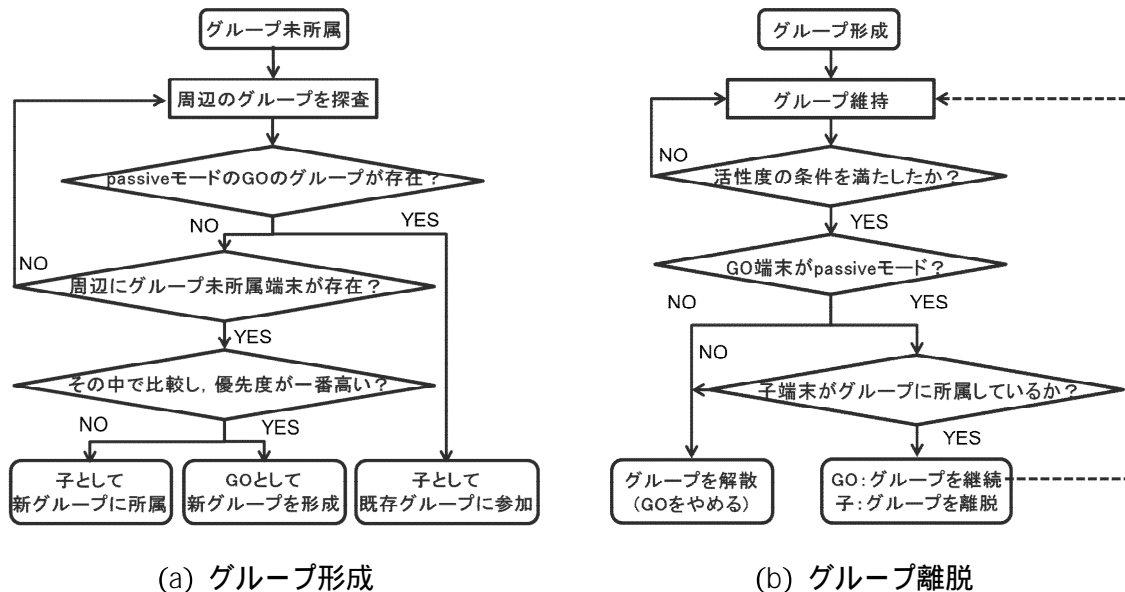 グループ未所属
周辺のグループを探査
passiveモードのGOのグループが存在？
NO
YES
NO
周辺にグループ未所属端末が存在？
YES
その中で比較し, 優先度が一番高い？
NO
YES
子として
新グループに所属
GOとして
新グループを形成
子として
既存グループに参加
(a) グループ形成
グループ形成
グループ維持
NO
活性度の条件を満たしたか？
YES
GO端末がpassiveモード？
NO
YES
NO
子端末がグループに所属しているか？
YES
グループを解散
(GOをやめる)
GO：グループを継続
子：グループを離脱
(b) グループ離脱